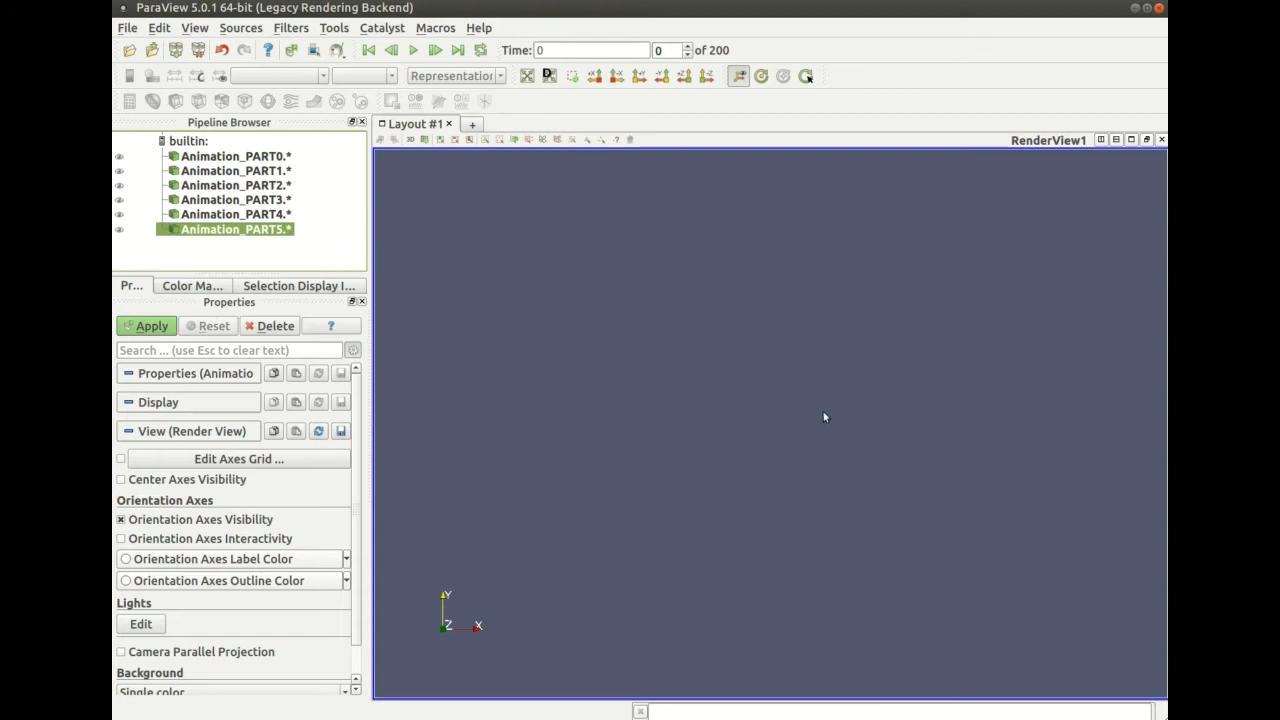 ParaView 5.0.1 64-bit (Legacy Rendering Backend)
File Edit View Sources Filters Tools Catalyst Macros Help
Time: 0 0 of 200
Representation
Pipeline Browser
Layout #1
3D
RenderView1
builtin:
Animation_PART0.*
Animation_PART1.*
Animation_PART2.*
Animation_PART3.*
Animation_PART4.*
Animation_PART5.*
Pr... Color Ma... Selection Display I...
Properties
Apply Reset Delete ?
Search ... (use Esc to clear text)
Properties (Animatio
Display
View (Render View)
Edit Axes Grid ...
Center Axes Visibility
Orientation Axes
Orientation Axes Visibility
Orientation Axes Interactivity
Orientation Axes Label Color
Orientation Axes Outline Color
Lights
Edit
Camera Parallel Projection
Background
Single color
Y
Z X